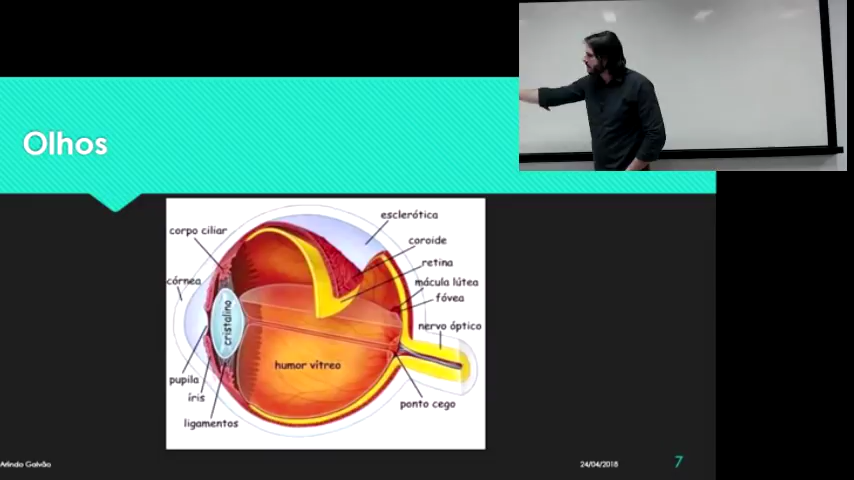 Olhos
esclerótica
corpo ciliar
coroide
retina
córnea
mácula lútea
fóvea
cristalino
nervo óptico
humor vítreo
pupila
íris
ponto cego
ligamentos
Arlindo Galvão
24/04/2018
7